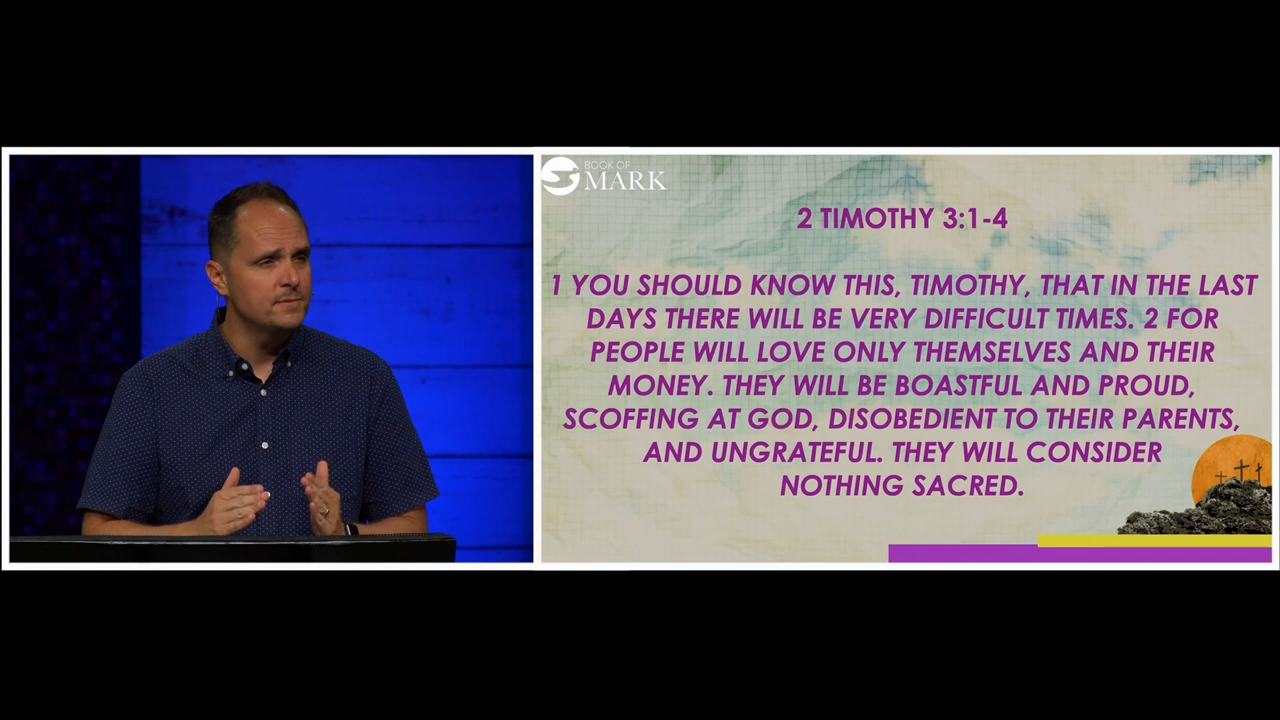 BOOK OF
MARK
2 TIMOTHY 3:1-4
1 YOU SHOULD KNOW THIS, TIMOTHY, THAT IN THE LAST
DAYS THERE WILL BE VERY DIFFICULT TIMES. 2 FOR
PEOPLE WILL LOVE ONLY THEMSELVES AND THEIR
MONEY. THEY WILL BE BOASTFUL AND PROUD,
SCOFFING AT GOD, DISOBEDIENT TO THEIR PARENTS,
AND UNGRATEFUL. THEY WILL CONSIDER
NOTHING SACRED.